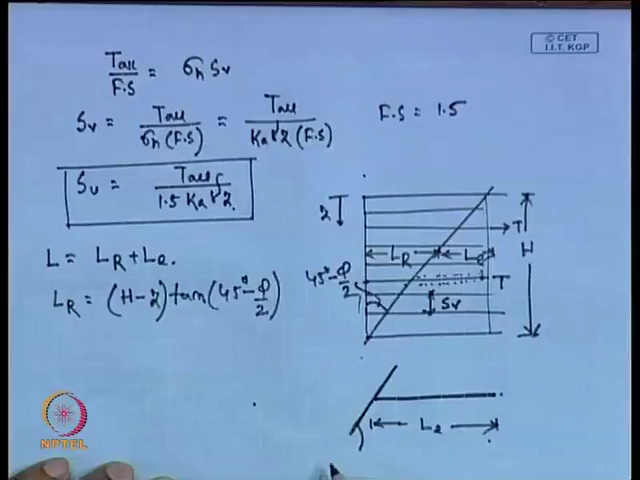 © CET
I.I.T. KGP
Tall / F.S = σh Sv
Sv = Tall / σh (F.S) = Tall / Ka γ z (F.S)
F.S = 1.5
Sv = Tall / 1.5 Ka γ z.
L = LR + Le.
LR = (H - z) tan (45° - φ/2)
z
LR
Le
T
H
45° - φ/2
T
Sv
Le
NPTEL